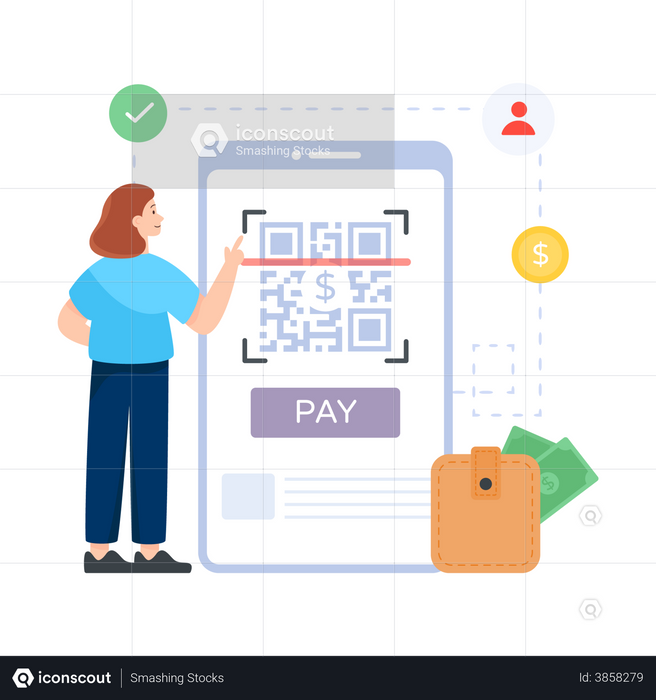 iconscout
Smashing Stocks
$
$
PAY
$
iconscout
Smashing Stocks
Id: 3858279